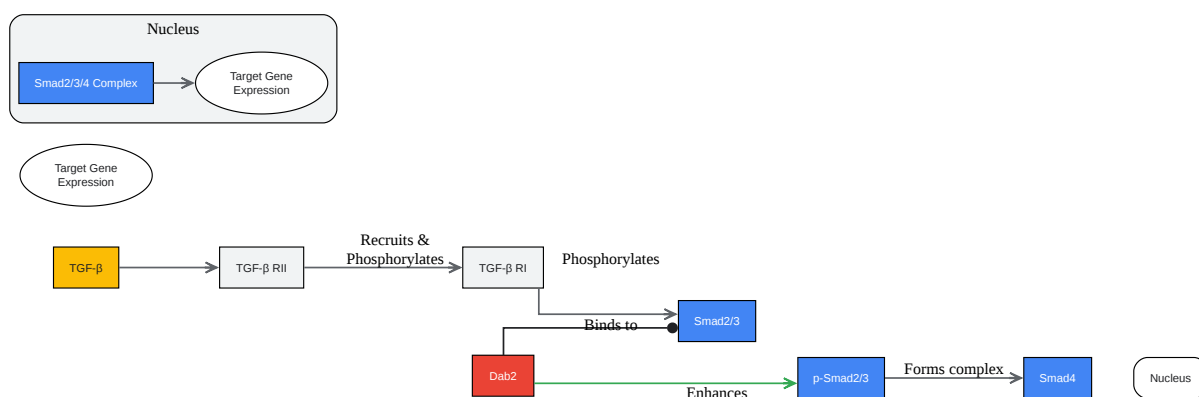 Nucleus
Smad2/3/4 Complex
Target Gene
Expression
Target Gene
Expression
TGF-β
TGF-β RII
Recruits &
Phosphorylates
TGF-β RI
Phosphorylates
Smad2/3
Binds to
Dab2
Enhances
p-Smad2/3
Forms complex
Smad4
Nucleus